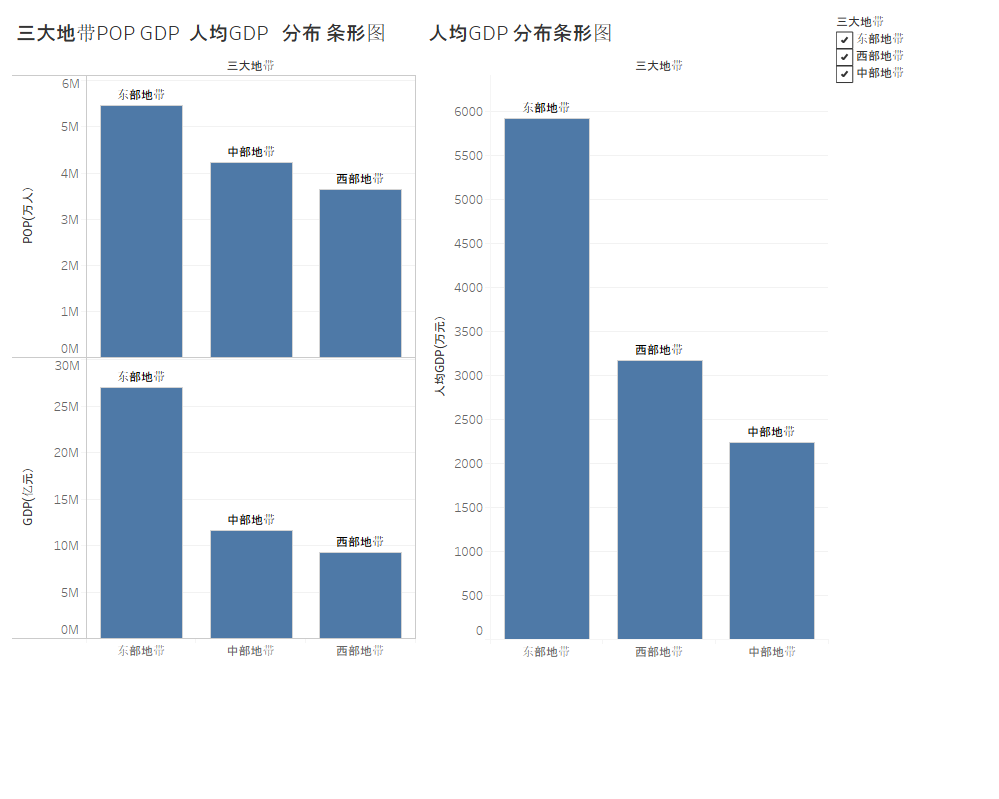 三大地带POP GDP 人均GDP 分布 条形图
三大地带
POP(万人)
6M
5M
4M
3M
2M
1M
0M
东部地带
中部地带
西部地带
GDP(亿元)
30M
25M
20M
15M
10M
5M
0M
东部地带
中部地带
西部地带
东部地带
中部地带
西部地带
人均GDP 分布条形图
三大地带
人均GDP(万元)
6000
5500
5000
4500
4000
3500
3000
2500
2000
1500
1000
500
0
东部地带
西部地带
中部地带
东部地带
西部地带
中部地带
三大地带
东部地带
西部地带
中部地带